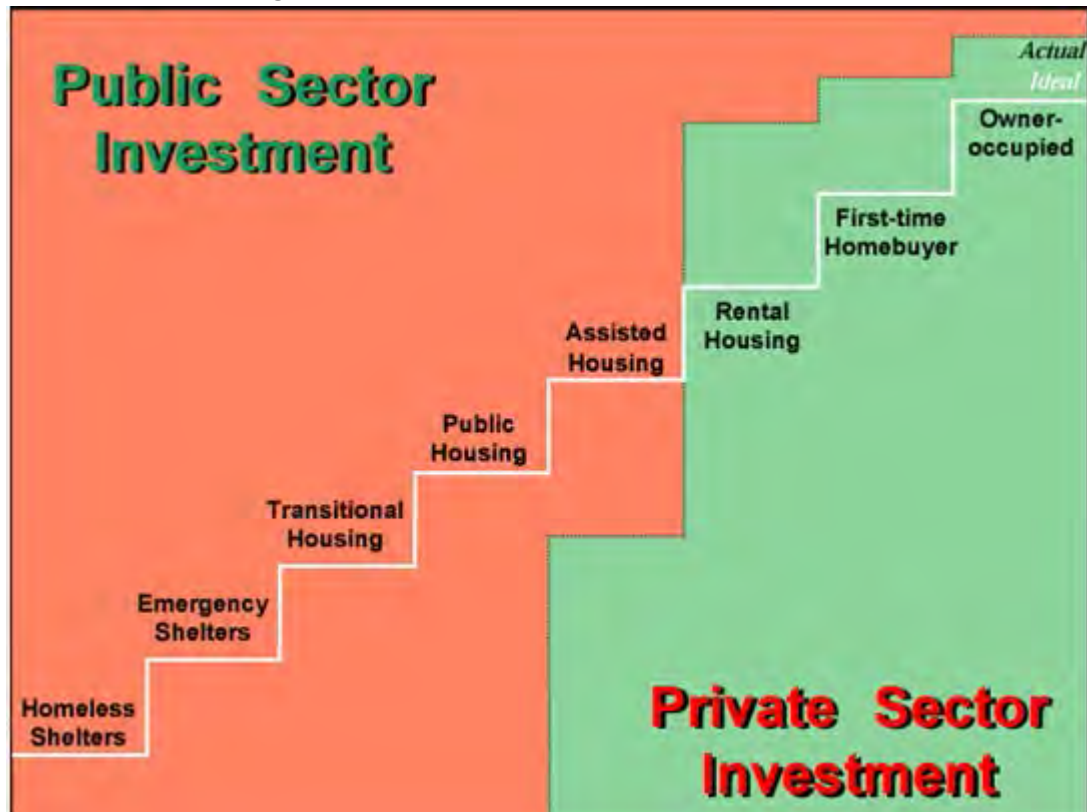 Public Sector
Investment
Actual
Ideal
Owner-
occupied
First-time
Homebuyer
Rental
Housing
Assisted
Housing
Public
Housing
Transitional
Housing
Emergency
Shelters
Homeless
Shelters
Private Sector
Investment